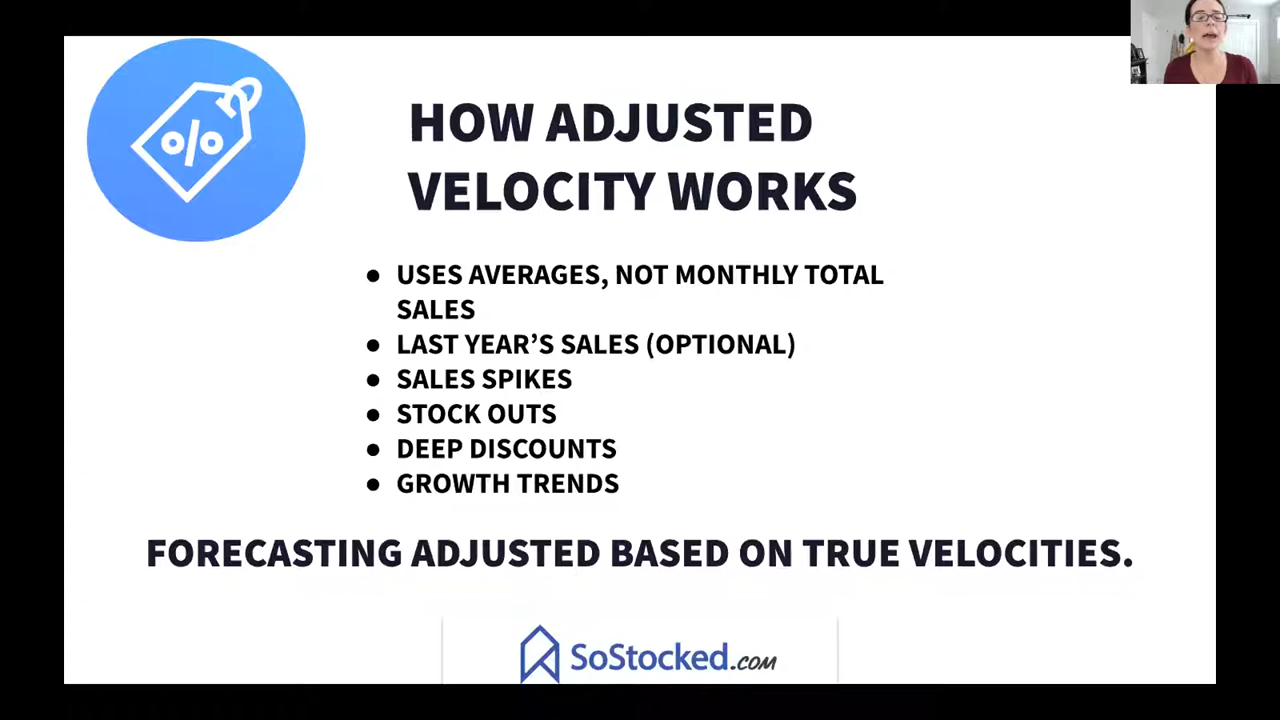 %
HOW ADJUSTED
VELOCITY WORKS
● USES AVERAGES, NOT MONTHLY TOTAL
SALES
● LAST YEAR’S SALES (OPTIONAL)
● SALES SPIKES
● STOCK OUTS
● DEEP DISCOUNTS
● GROWTH TRENDS
FORECASTING ADJUSTED BASED ON TRUE VELOCITIES.
SoStocked.COM